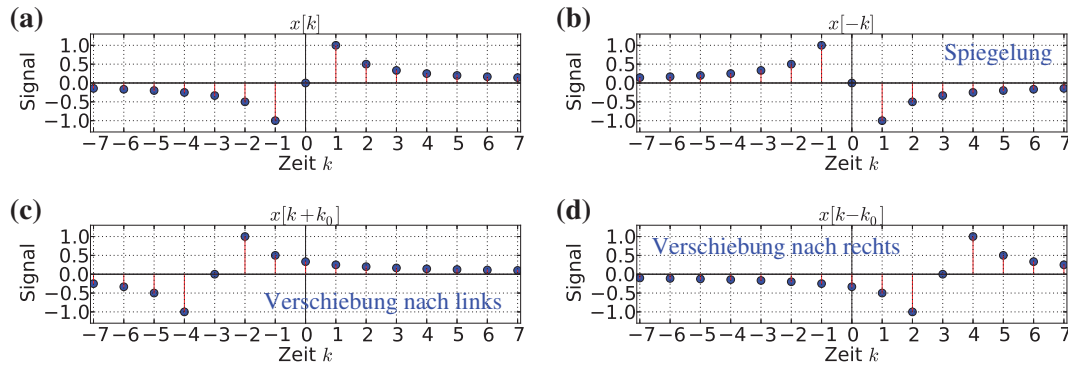 (a)
x[k]
Signal
1.0
0.5
0.0
−0.5
−1.0
−7 −6 −5 −4 −3 −2 −1 0 1 2 3 4 5 6 7
Zeit k
(b)
x[−k]
Spiegelung
Signal
1.0
0.5
0.0
−0.5
−1.0
−7 −6 −5 −4 −3 −2 −1 0 1 2 3 4 5 6 7
Zeit k
(c)
x[k+k₀]
Signal
1.0
0.5
0.0
−0.5
−1.0
Verschiebung nach links
−7 −6 −5 −4 −3 −2 −1 0 1 2 3 4 5 6 7
Zeit k
(d)
x[k−k₀]
Verschiebung nach rechts
Signal
1.0
0.5
0.0
−0.5
−1.0
−7 −6 −5 −4 −3 −2 −1 0 1 2 3 4 5 6 7
Zeit k